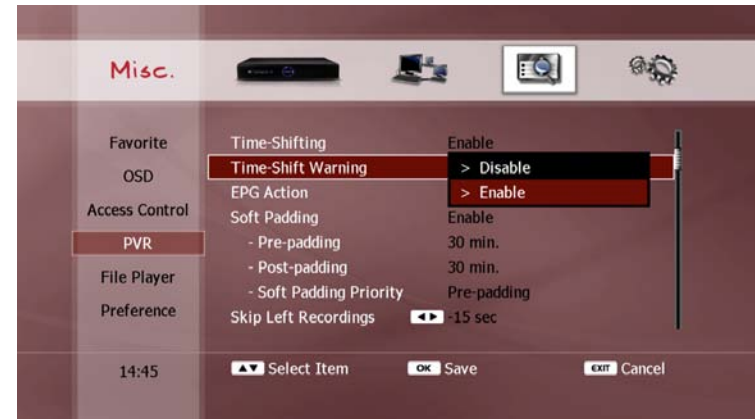 Misc.
Favorite
OSD
Access Control
PVR
File Player
Preference
14:45
Time-Shifting Enable
Time-Shift Warning
> Disable
> Enable
EPG Action
Soft Padding Enable
- Pre-padding 30 min.
- Post-padding 30 min.
- Soft Padding Priority Pre-padding
Skip Left Recordings ◄► -15 sec
▲▼ Select Item
OK Save
EXIT Cancel